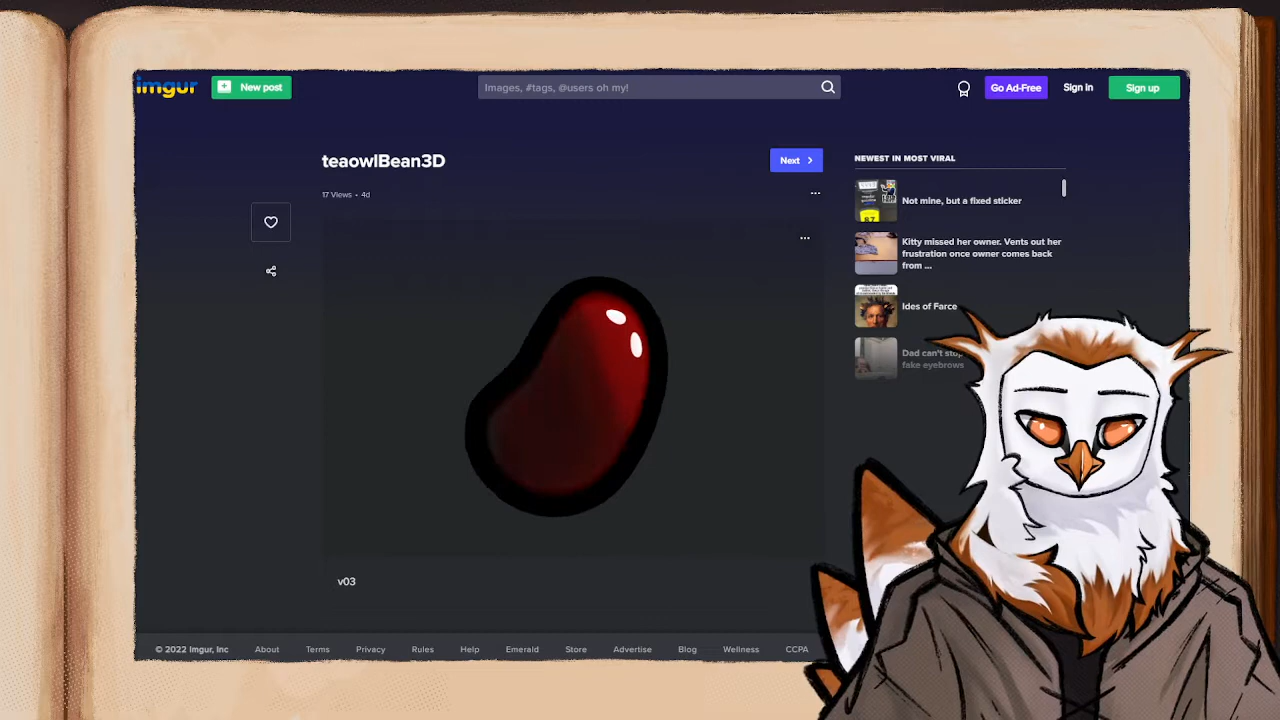 imgur
New post
Images, #tags, @users oh my!
Go Ad-Free
Sign in
Sign up
teaowlBean3D
Next
17 Views • 4d
v03
NEWEST IN MOST VIRAL
Not mine, but a fixed sticker
Kitty missed her owner. Vents out her
frustration once owner comes back
from ...
Ides of Farce
Dad can't stop
fake eyebrows
© 2022 Imgur, Inc
About
Terms
Privacy
Rules
Help
Emerald
Store
Advertise
Blog
Wellness
CCPA